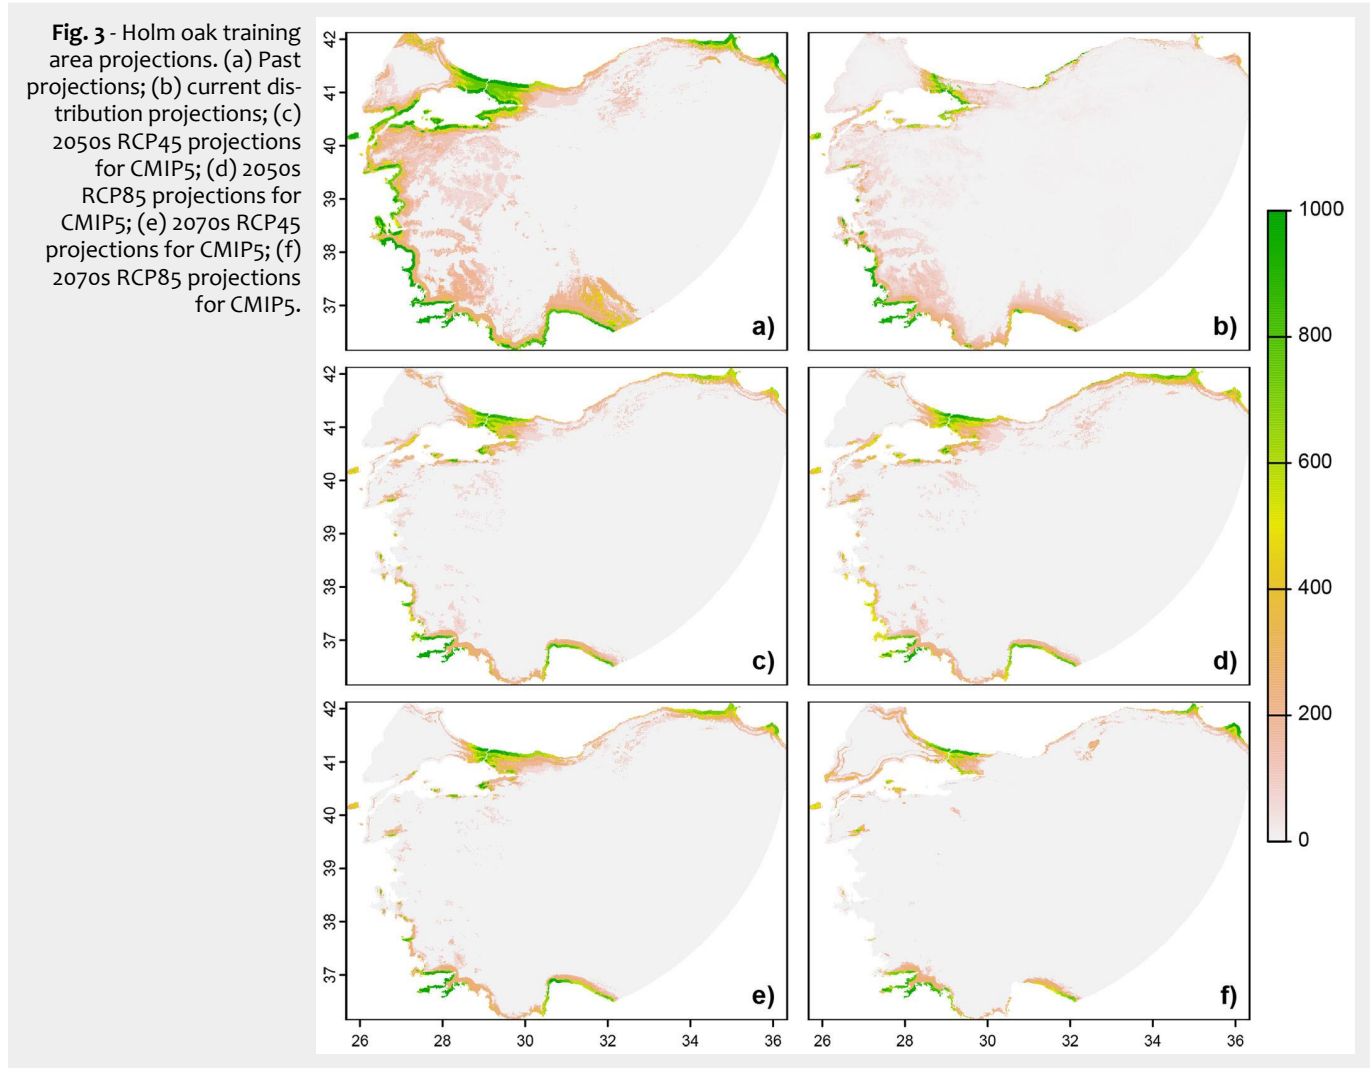 Fig. 3 - Holm oak training
area projections. (a) Past
projections; (b) current dis-
tribution projections; (c)
2050s RCP45 projections
for CMIP5; (d) 2050s
RCP85 projections for
CMIP5; (e) 2070s RCP45
projections for CMIP5; (f)
2070s RCP85 projections
for CMIP5.
42
41
40
39
38
37
a)
b)
42
41
40
39
38
37
c)
d)
42
41
40
39
38
37
e)
f)
26 28 30 32 34 36
26 28 30 32 34 36
1000
800
600
400
200
0